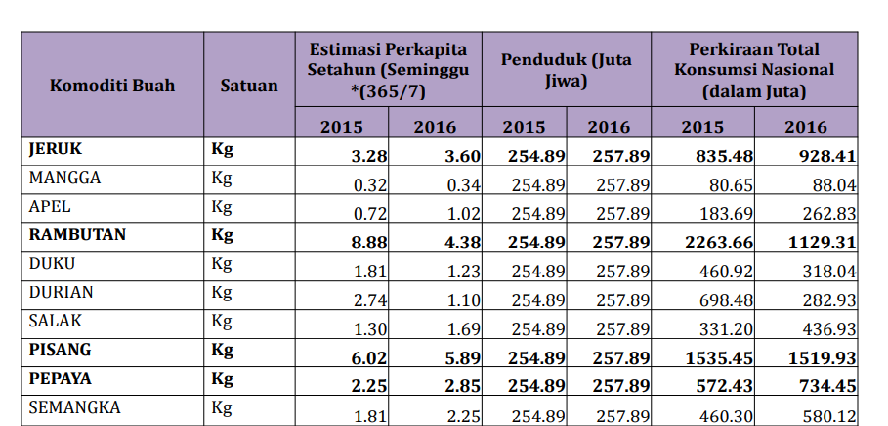 Komoditi Buah Satuan Estimasi Perkapita Setahun (Seminggu *(365/7) Penduduk (Juta Jiwa) Perkiraan Total Konsumsi Nasional (dalam Juta)
2015 2016 2015 2016 2015 2016
JERUK Kg 3.28 3.60 254.89 257.89 835.48 928.41
MANGGA Kg 0.32 0.34 254.89 257.89 80.65 88.04
APEL Kg 0.72 1.02 254.89 257.89 183.69 262.83
RAMBUTAN Kg 8.88 4.38 254.89 257.89 2263.66 1129.31
DUKU Kg 1.81 1.23 254.89 257.89 460.92 318.04
DURIAN Kg 2.74 1.10 254.89 257.89 698.48 282.93
SALAK Kg 1.30 1.69 254.89 257.89 331.20 436.93
PISANG Kg 6.02 5.89 254.89 257.89 1535.45 1519.93
PEPAYA Kg 2.25 2.85 254.89 257.89 572.43 734.45
SEMANGKA Kg 1.81 2.25 254.89 257.89 460.30 580.12